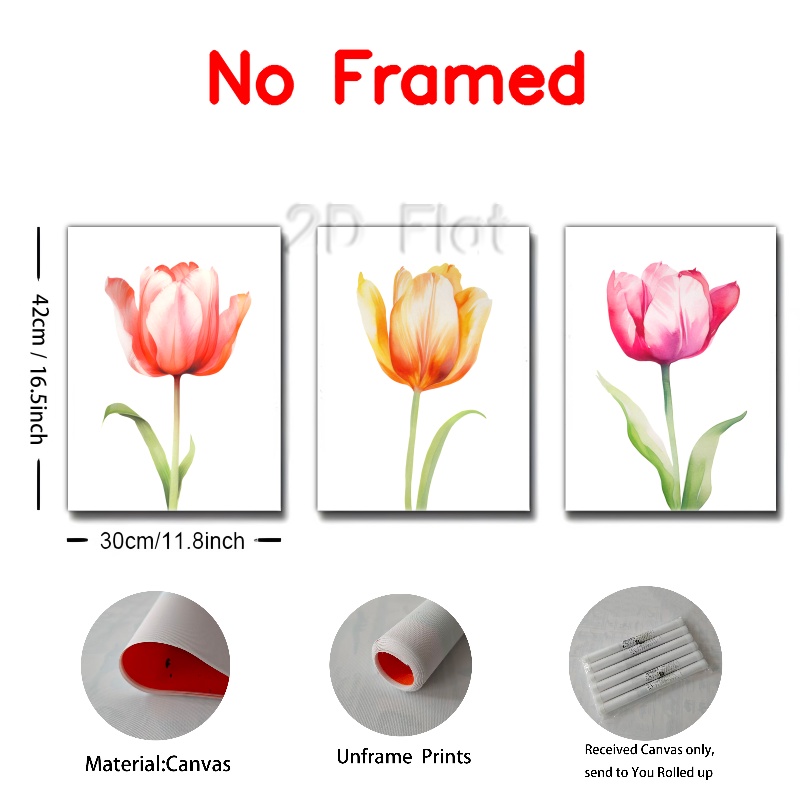 No Framed
2D Flat
42cm / 16.5inch
30cm/11.8inch
Material:Canvas
Unframe Prints
Received Canvas only,
send to You Rolled up